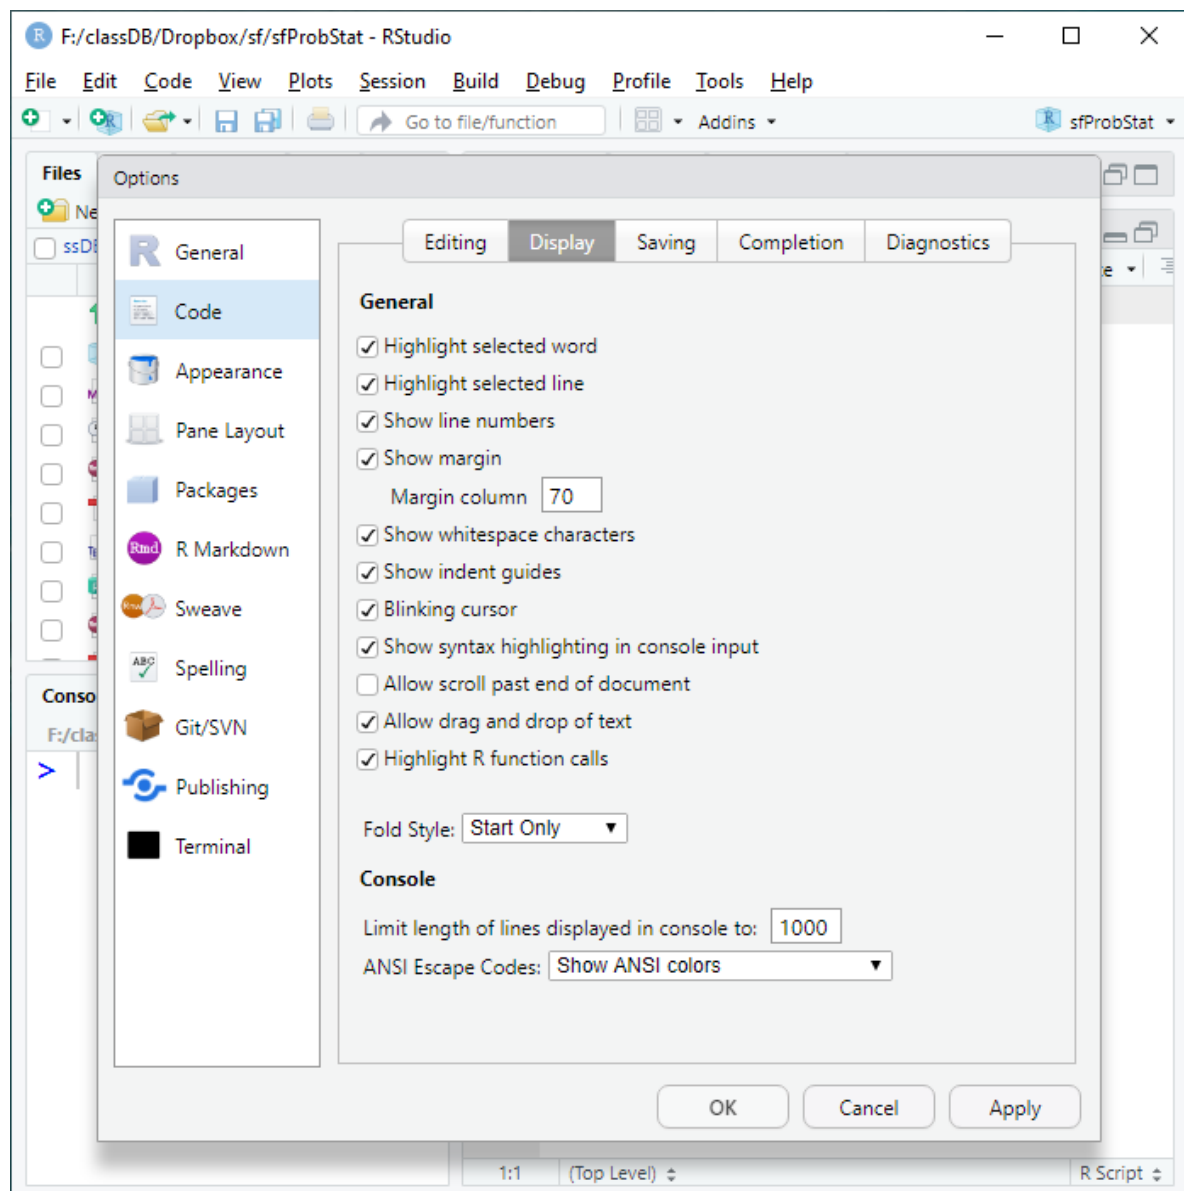 F:/classDB/Dropbox/sf/sfProbStat - RStudio
File Edit Code View Plots Session Build Debug Profile Tools Help
Go to file/function Addins sfProbStat
Files
Options
General
Code
Appearance
Pane Layout
Packages
R Markdown
Sweave
Spelling
Git/SVN
Publishing
Terminal
Editing Display Saving Completion Diagnostics
General
Highlight selected word
Highlight selected line
Show line numbers
Show margin
Margin column 70
Show whitespace characters
Show indent guides
Blinking cursor
Show syntax highlighting in console input
Allow scroll past end of document
Allow drag and drop of text
Highlight R function calls
Fold Style: Start Only
Console
Limit length of lines displayed in console to: 1000
ANSI Escape Codes: Show ANSI colors
OK Cancel Apply
Conso
F:/cla
>
1:1 (Top Level) R Script